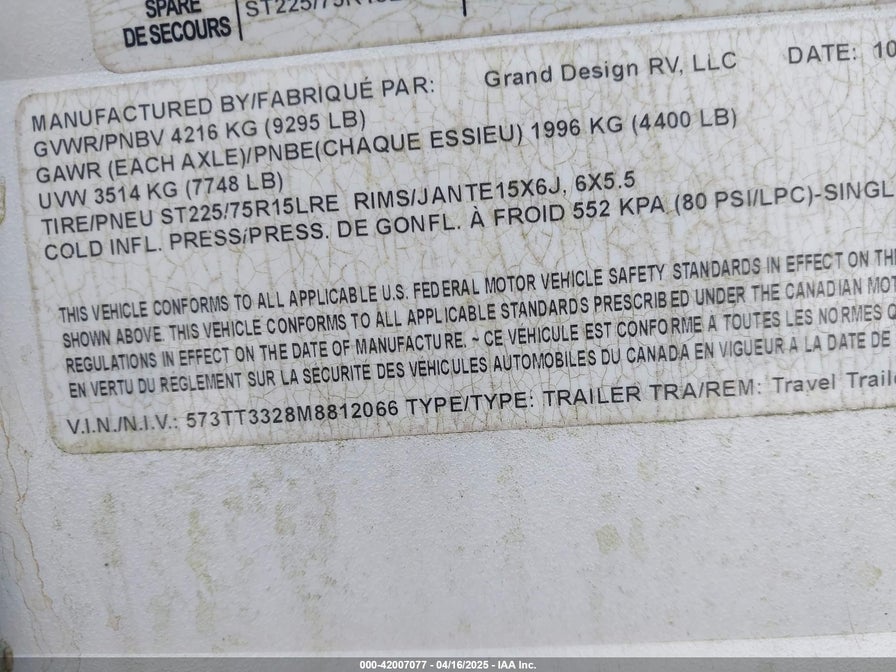 SPARE
DE SECOURS
MANUFACTURED BY/FABRIQUÉ PAR: Grand Design RV, LLC DATE: 10
GVWR/PNBV 4216 KG (9295 LB)
GAWR (EACH AXLE)/PNBE(CHAQUE ESSIEU) 1996 KG (4400 LB)
UVW 3514 KG (7748 LB)
TIRE/PNEU ST225/75R15LRE RIMS/JANTE15X6J, 6X5.5
COLD INFL. PRESS/PRESS. DE GONFL. À FROID 552 KPA (80 PSI/LPC)-SINGL
THIS VEHICLE CONFORMS TO ALL APPLICABLE U.S. FEDERAL MOTOR VEHICLE SAFETY STANDARDS IN EFFECT ON TH
SHOWN ABOVE. THIS VEHICLE CONFORMS TO ALL APPLICABLE STANDARDS PRESCRIBED UNDER THE CANADIAN MOT
REGULATIONS IN EFFECT ON THE DATE OF MANUFACTURE. ~ CE VEHICULE EST CONFORME A TOUTES LES NORMES
EN VERTU DU REGLEMENT SUR LA SECURITE DES VEHICULES AUTOMOBILES DU CANADA EN VIGUEUR A LA DATE DE
V.I.N./N.I.V.: 573TT3328M8812066 TYPE/TYPE: TRAILER TRA/REM: Travel Traile
000-42007077 - 04/16/2025 - IAA Inc.